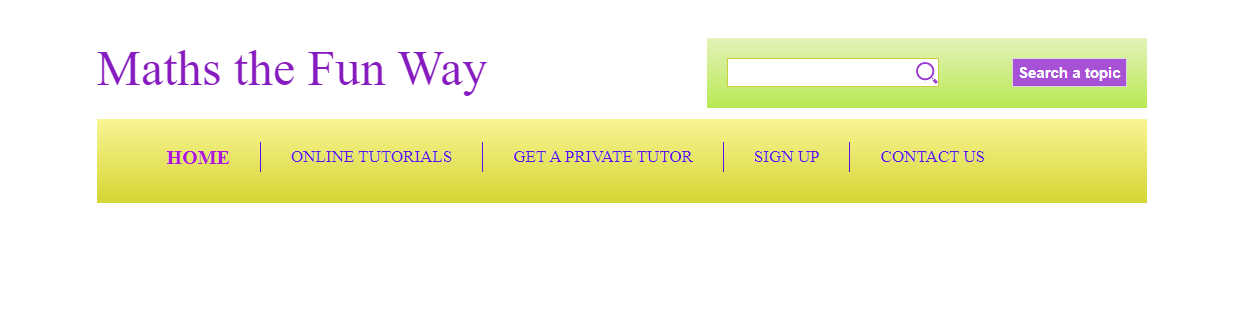 Maths the Fun Way
Search a topic
HOME
ONLINE TUTORIALS
GET A PRIVATE TUTOR
SIGN UP
CONTACT US